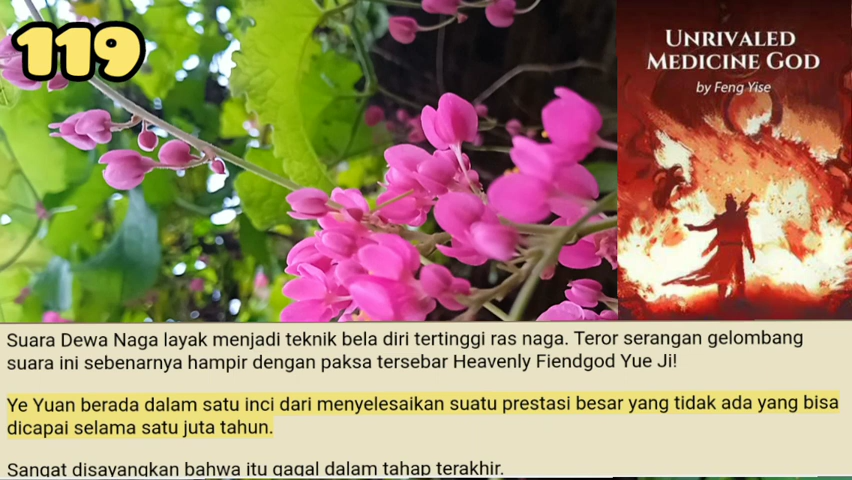 119
UNRIVALED
MEDICINE GOD
by Feng Yise
Suara Dewa Naga layak menjadi teknik bela diri tertinggi ras naga. Teror serangan gelombang
suara ini sebenarnya hampir dengan paksa tersebar Heavenly Fiendgod Yue Ji!
Ye Yuan berada dalam satu inci dari menyelesaikan suatu prestasi besar yang tidak ada yang bisa
dicapai selama satu juta tahun.
Sangat disayangkan bahwa itu gagal dalam tahap terakhir.